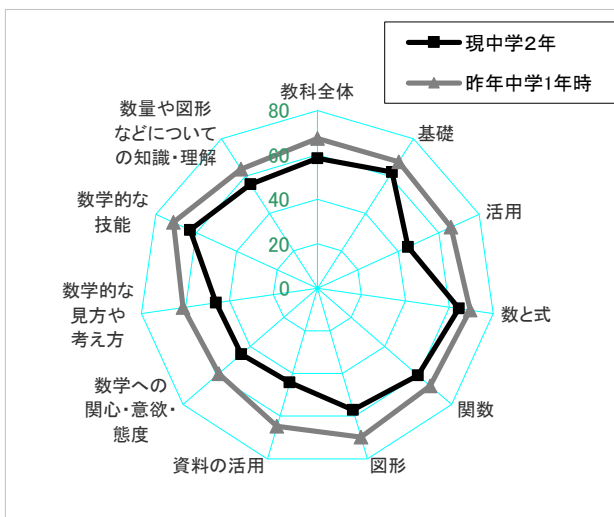 現中学2年
昨年中学1年時
教科全体
基礎
活用
数と式
関数
図形
資料の活用
数学への
関心・意欲・
態度
数学的な
見方や
考え方
数学的な
技能
数量や図形
などについて
の知識・理解
80
60
40
20
0